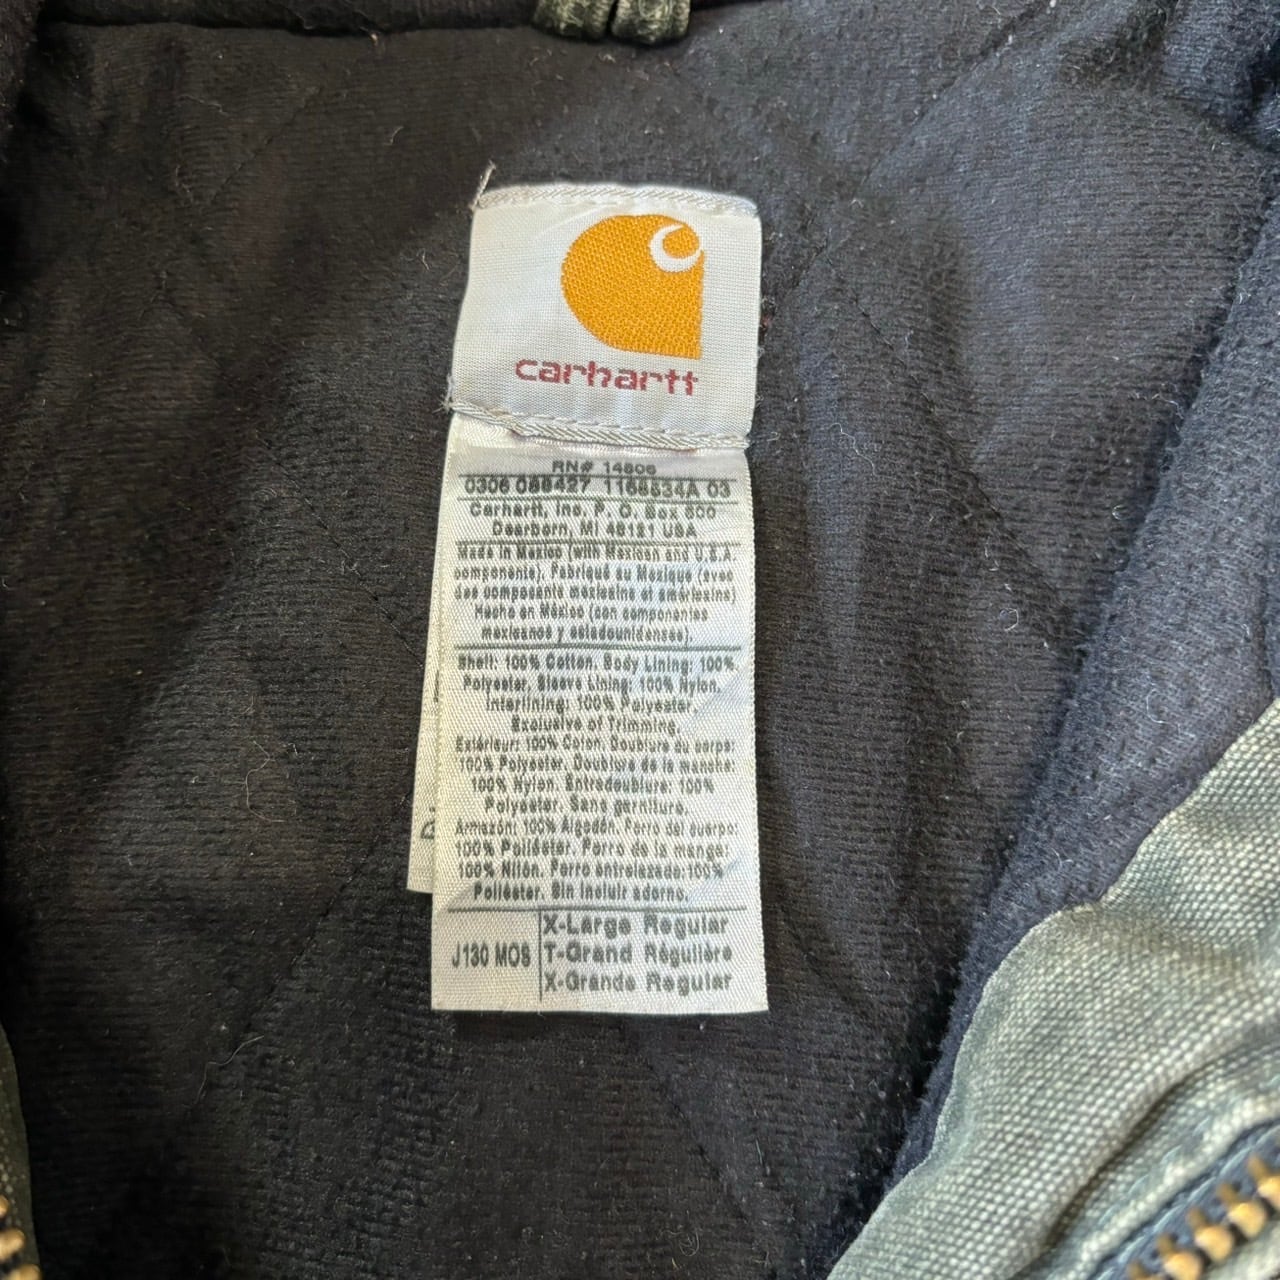 carhartt
RN# 14806
0306 088427 1168834A 03
Carhartt, Inc. P. O. Box 600
Dearborn, MI 48121 USA
Made in Mexico (with Mexican and U.S.A.
components). Fabriqué au Mexique (avec
des composants mexicains et américains)
Hecho en México (con componentes
mexicanos y estadounidenses).
Shell: 100% Cotton. Body Lining: 100%
Polyester. Sleeve Lining: 100% Nylon.
Interlining: 100% Polyester.
Exclusive of Trimming.
Extérieur: 100% Coton. Doublure du corps:
100% Polyester. Doublure de la manche:
100% Nylon. Entredoublure: 100%
Polyester. Sans garniture.
Armazón: 100% Algodón. Forro del cuerpo:
100% Poliéster. Forro de la manga:
100% Nilón. Forro entrelazado:100%
Poliéster. Sin incluir adorno.
J130 MOS
X-Large Regular
T-Grand Régulière
X-Grande Regular